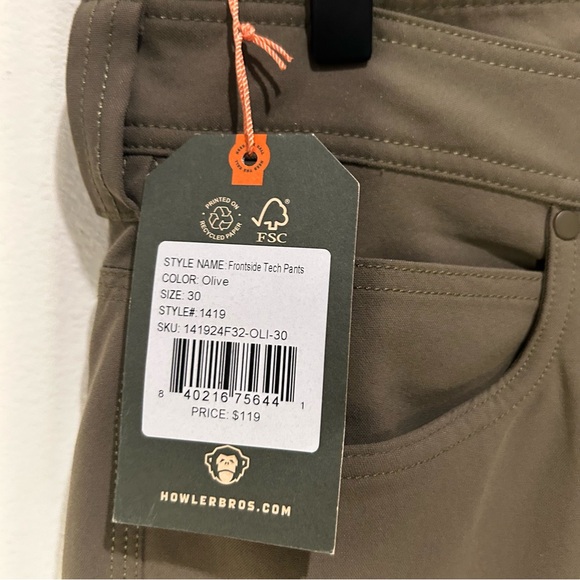 PRINTED ON
RECYCLED PAPER
FSC
STYLE NAME: Frontside Tech Pants
COLOR: Olive
SIZE: 30
STYLE#: 1419
SKU: 141924F32-OLI-30
8 40216 75644 1
PRICE: $119
HOWLERBROS.COM